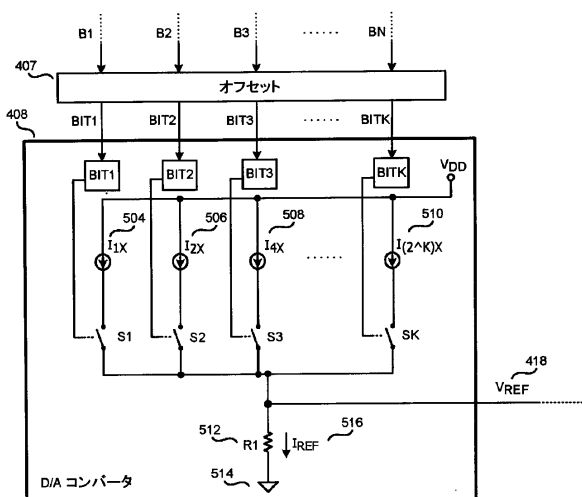 B1 B2 B3 ...... BN
407
オフセット
BIT1 BIT2 BIT3 ...... BITK
408
BIT1 BIT2 BIT3 BITK
VDD
504 506 508 510
I1X I2X I4X ...... I(2^K)X
S1 S2 S3 SK
418
VREF
512 R1 IREF 516
514
D/A コンバータ